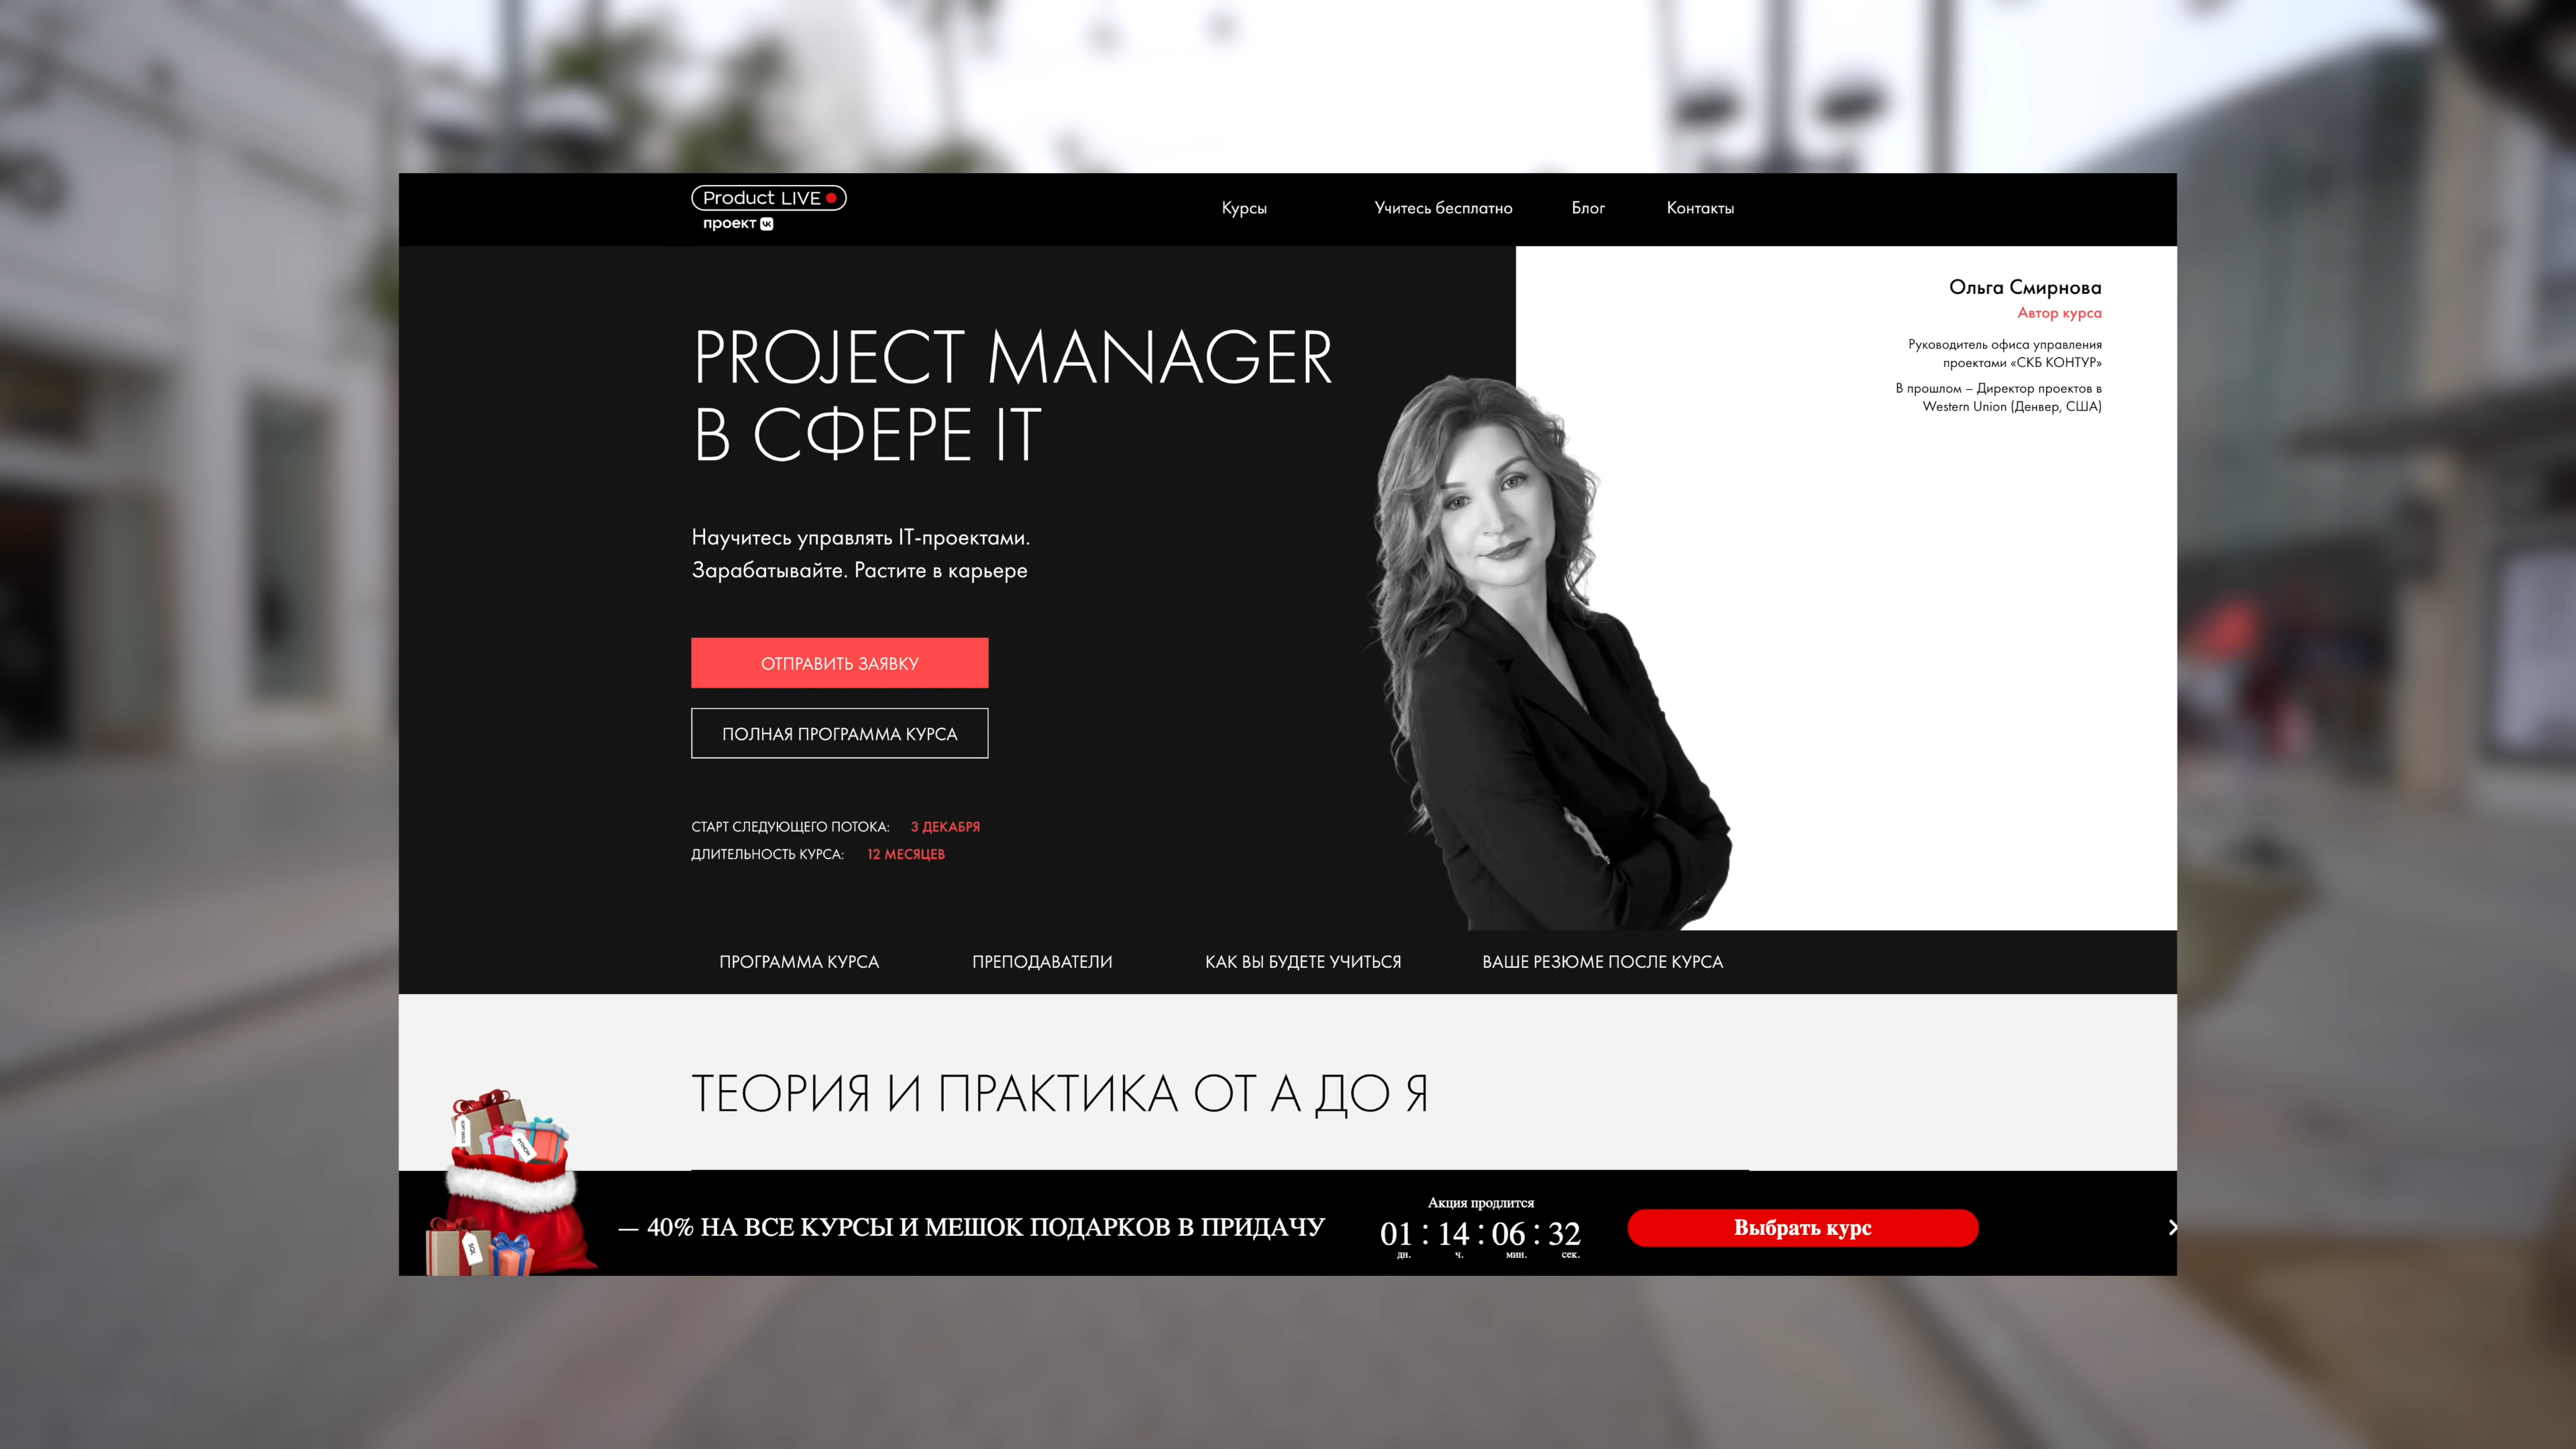 Product LIVE
проект
Курсы
Учитесь бесплатно
Блог
Контакты
PROJECT MANAGER
В СФЕРЕ IT
Научитесь управлять IT-проектами.
Зарабатывайте. Растите в карьере
ОТПРАВИТЬ ЗАЯВКУ
ПОЛНАЯ ПРОГРАММА КУРСА
СТАРТ СЛЕДУЮЩЕГО ПОТОКА: 3 ДЕКАБРЯ
ДЛИТЕЛЬНОСТЬ КУРСА: 12 МЕСЯЦЕВ
Ольга Смирнова
Автор курса
Руководитель офиса управления
проектами «СКБ КОНТУР»
В прошлом – Директор проектов в
Western Union (Денвер, США)
ПРОГРАММА КУРСА
ПРЕПОДАВАТЕЛИ
КАК ВЫ БУДЕТЕ УЧИТЬСЯ
ВАШЕ РЕЗЮМЕ ПОСЛЕ КУРСА
ТЕОРИЯ И ПРАКТИКА ОТ А ДО Я
PYTHON
SQL
— 40% НА ВСЕ КУРСЫ И МЕШОК ПОДАРКОВ В ПРИДАЧУ
Акция продлится
01 : 14 : 06 : 32
дн. ч. мин. сек.
Выбрать курс